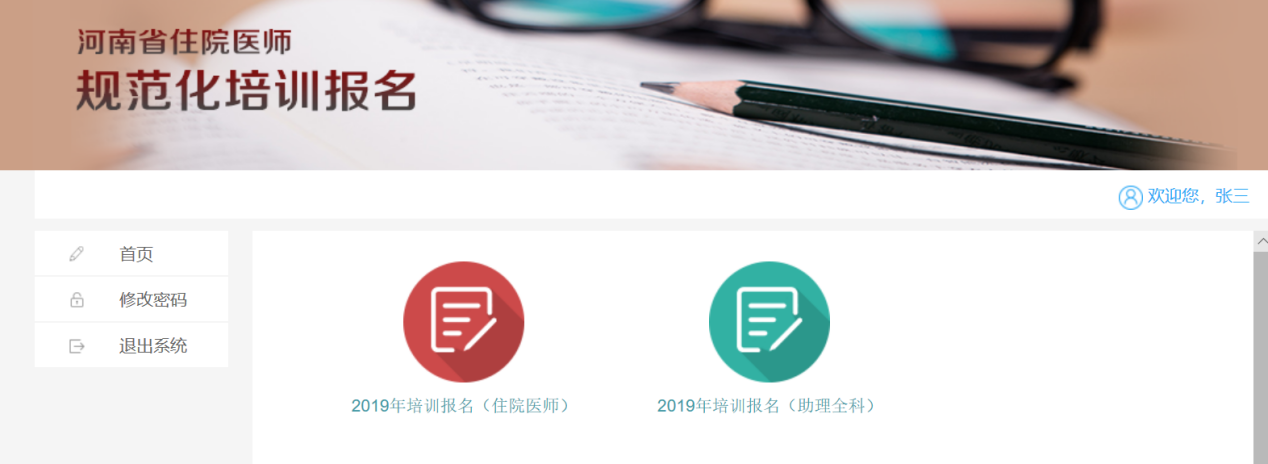 河南省住院医师
规范化培训报名
欢迎您，张三
首页
修改密码
退出系统
2019年培训报名（住院医师）
2019年培训报名（助理全科）